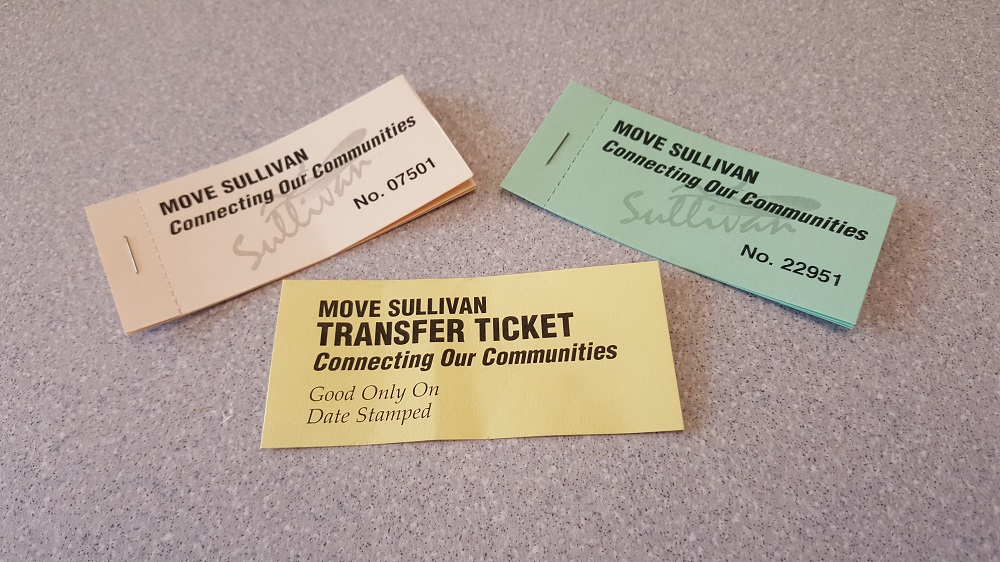 MOVE SULLIVAN
Connecting Our Communities
Sullivan
No. 07501
MOVE SULLIVAN
Connecting Our Communities
Sullivan
No. 22951
MOVE SULLIVAN
TRANSFER TICKET
Connecting Our Communities
Good Only On
Date Stamped